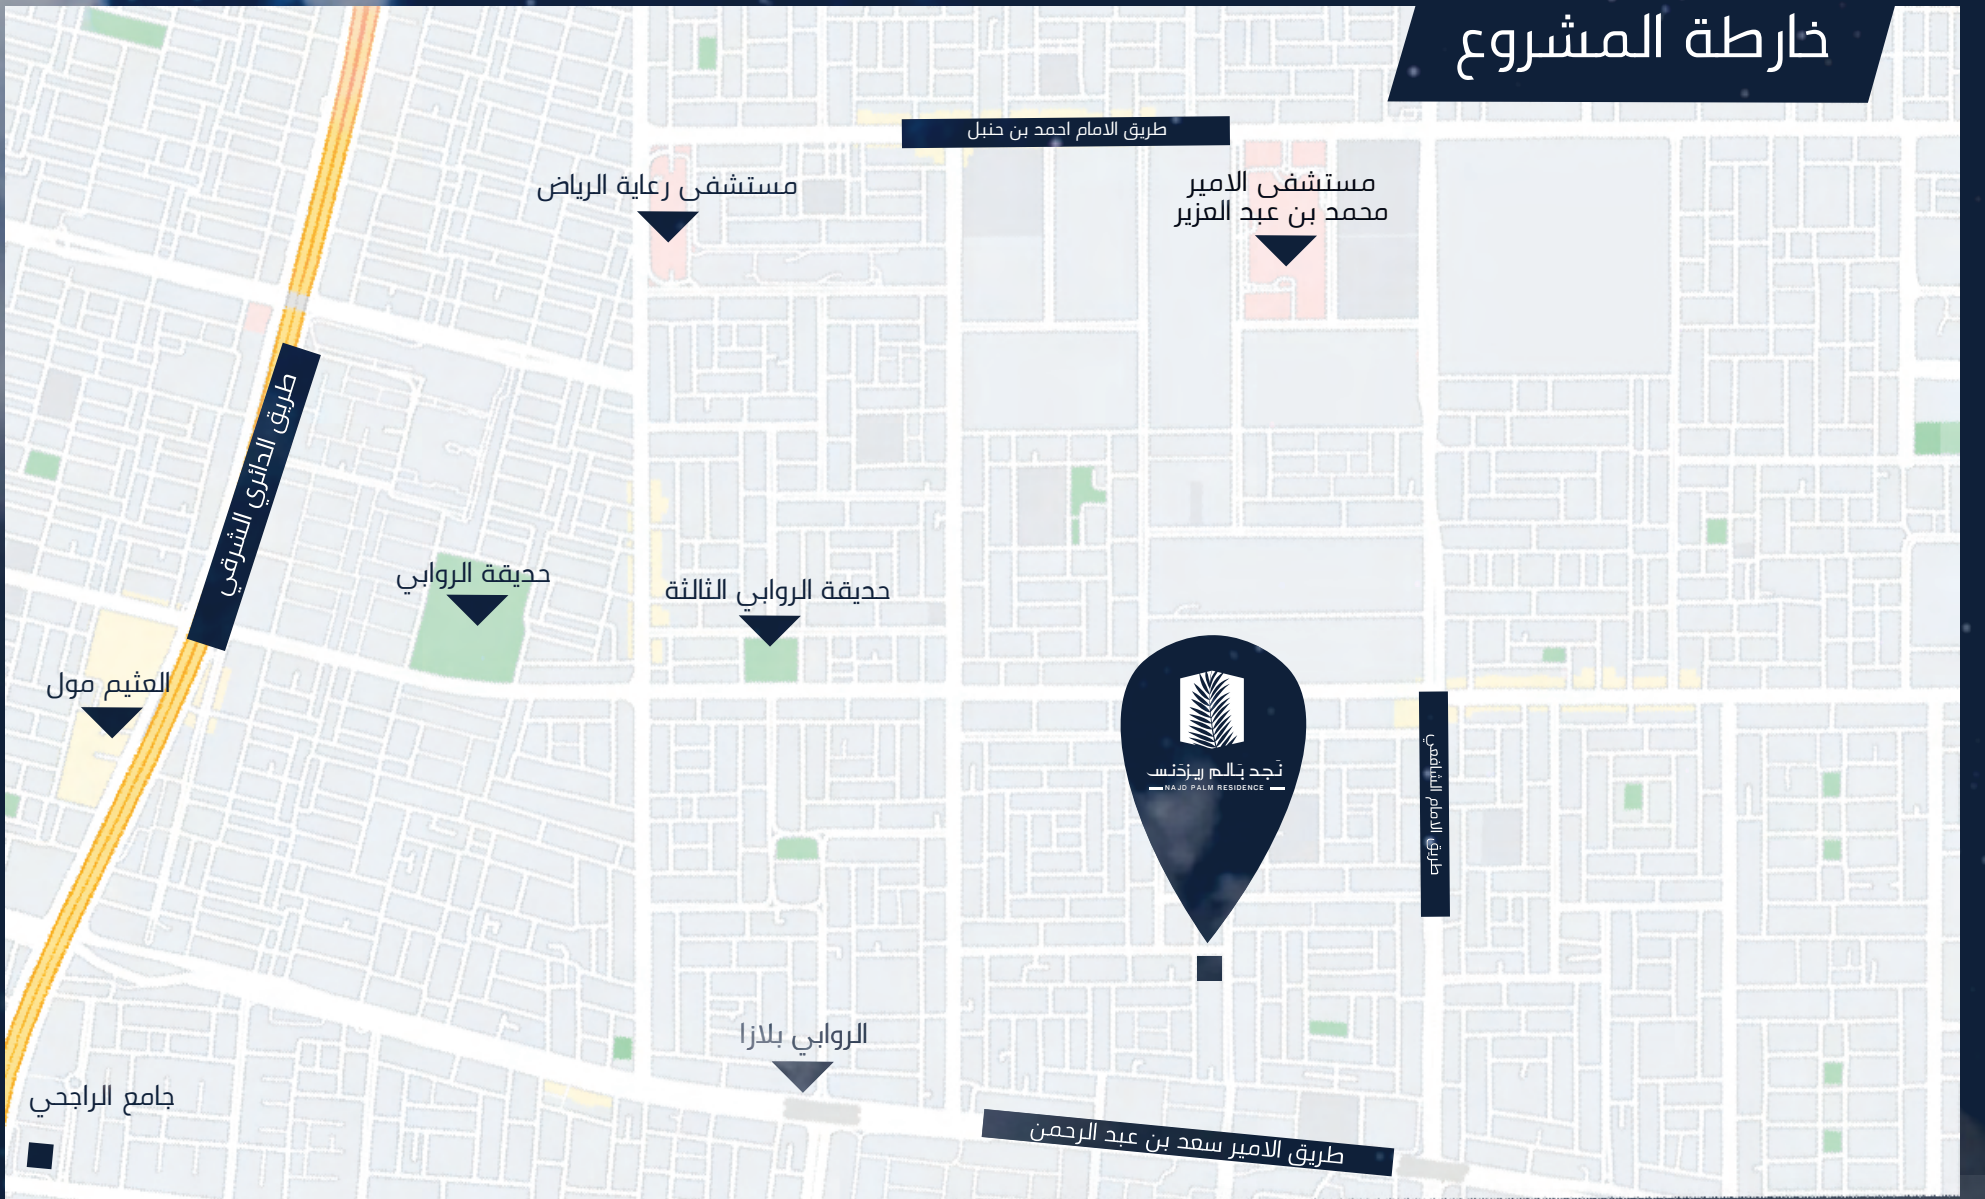 خارطة المشروع
طريق الامام احمد بن حنبل
مستشفى الامير
محمد بن عبد العزيز
مستشفى رعاية الرياض
طريق الدائري الشرقي
حديقة الروابي
حديقة الروابي الثالثة
العثيم مول
نَجد بَالم ريزدَنس
NAJD PALM RESIDENCE
طريق الامام الشافعي
الروابي بلازا
جامع الراجحي
طريق الامير سعد بن عبد الرحمن